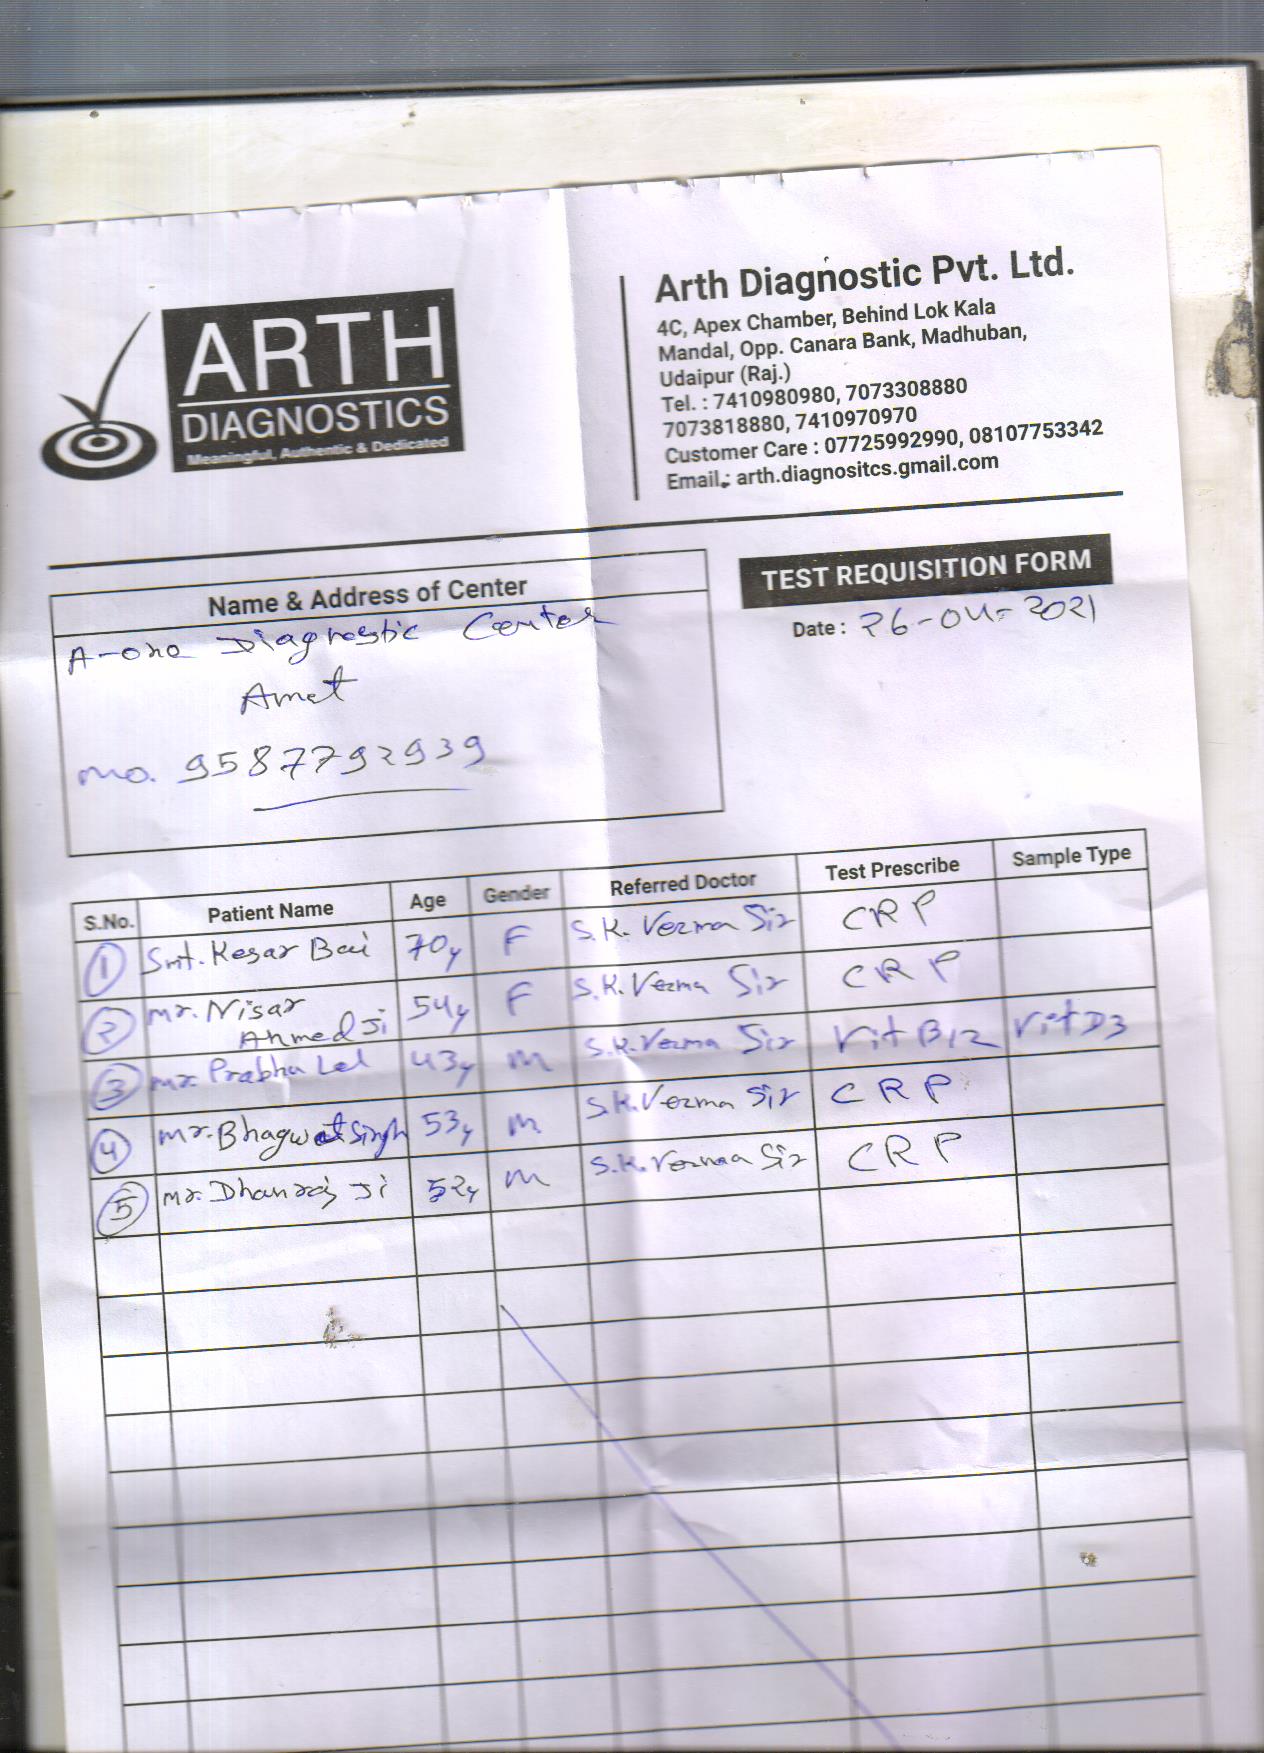 ARTH
DIAGNOSTICS
Meaningful, Authentic & Dedicated
Arth Diagnostic Pvt. Ltd.
4C, Apex Chamber, Behind Lok Kala
Mandal, Opp. Canara Bank, Madhuban,
Udaipur (Raj.)
Tel. : 7410980980, 7073308880
7073818880, 7410970970
Customer Care : 07725992990, 08107753342
Email : arth.diagnositcs.gmail.com
Name & Address of Center
A-one Diagnostic Center
Amet
Mo. 9587792939
TEST REQUISITION FORM
Date : 26-04-2021
S.No. Patient Name Age Gender Referred Doctor Test Prescribe Sample Type
1 Smt. Kesar Bai 70y F S.K. Verma Sir CRP
2 Mr. Nisar Ahmed Ji 54y F S.K. Verma Sir CRP
3 Mr. Prabhu Lal 43y M S.K. Verma Sir Vit B12 Vit D3
4 Mr. Bhagwat Singh 53y M S.K. Verma Sir CRP
5 Mr. Dhanraj Ji 52y M S.K. Verma Sir CRP